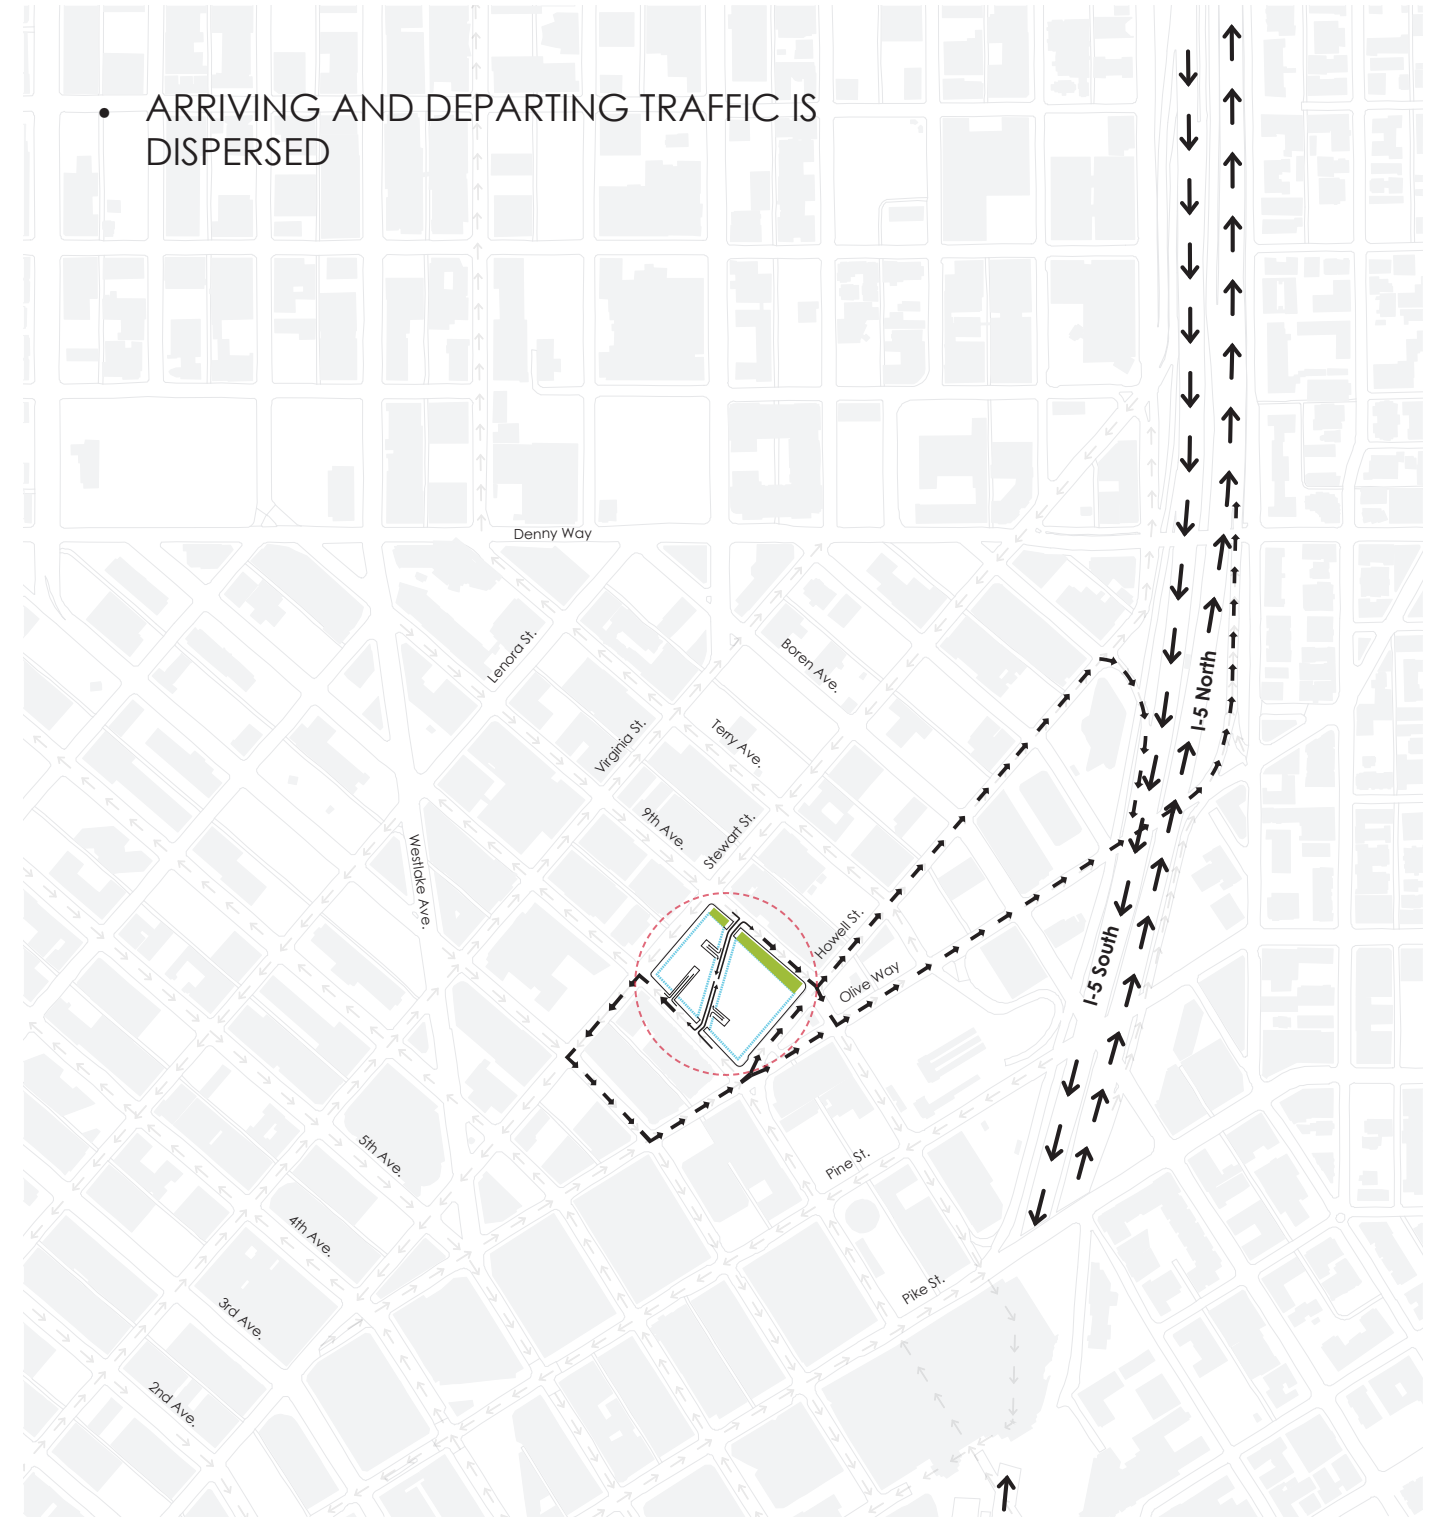 • ARRIVING AND DEPARTING TRAFFIC IS
DISPERSED
Denny Way
Lenora St.
Boren Ave.
I-5 North
Virginia St.
Terry Ave.
9th Ave.
Stewart St.
Westlake Ave.
Howell St.
Olive Way
I-5 South
5th Ave.
Pine St.
4th Ave.
Pike St.
3rd Ave.
2nd Ave.